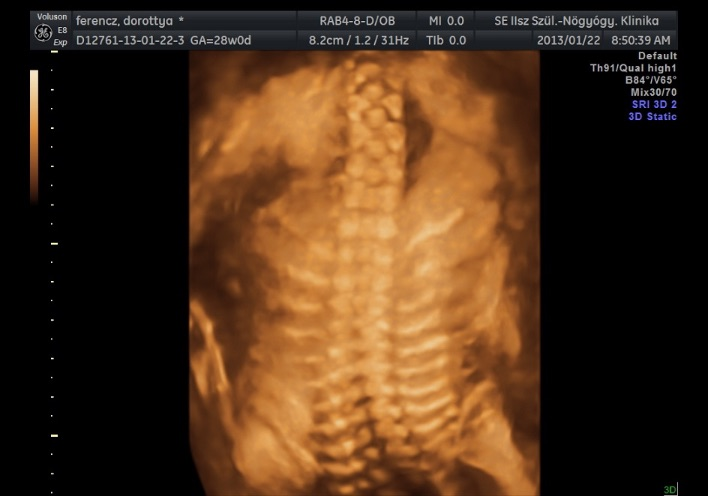 Voluson
E8
Exp
ferencz, dorottya *
RAB4-8-D/OB
MI 0.0
SE IIsz Szül.-Nőgyógy. Klinika
D12761-13-01-22-3 GA=28w0d
8.2cm / 1.2 / 31Hz
TIb 0.0
2013/01/22
8:50:39 AM
Default
Th91/Qual high1
B84°/V65°
Mix30/70
SRI 3D 2
3D Static
3D